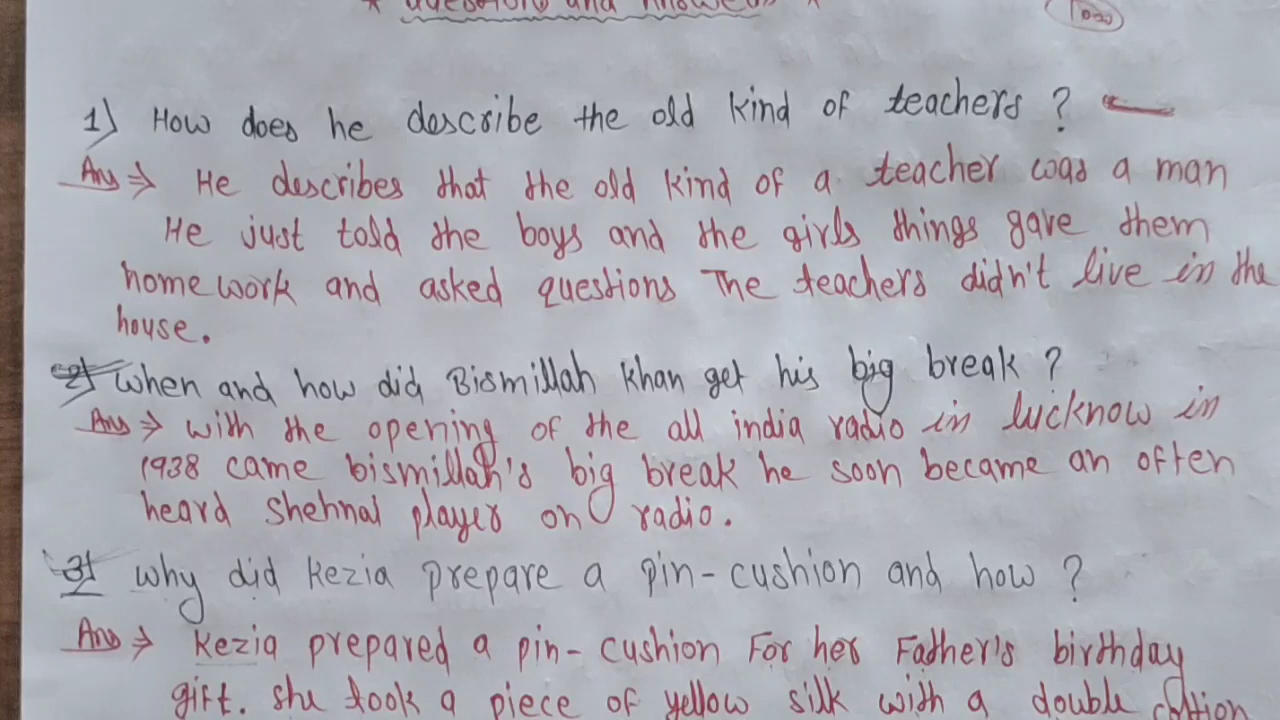 * Questions and Answers *
1) How does he describe the old kind of teachers ?
Ans ⇒ He describes that the old kind of a teacher was a man
He just told the boys and the girls things gave them
home work and asked questions The teachers didn't live in the
house.
2) when and how did Bismillah khan get his big break ?
Ans ⇒ with the opening of the all india radio in lucknow in
1938 came bismillah's big break he soon became an often
heard shehnai player on radio.
3) why did kezia prepare a pin-cushion and how ?
Ans ⇒ kezia prepared a pin-cushion For her Father's birthday
gift. she took a piece of yellow silk with a double cotton